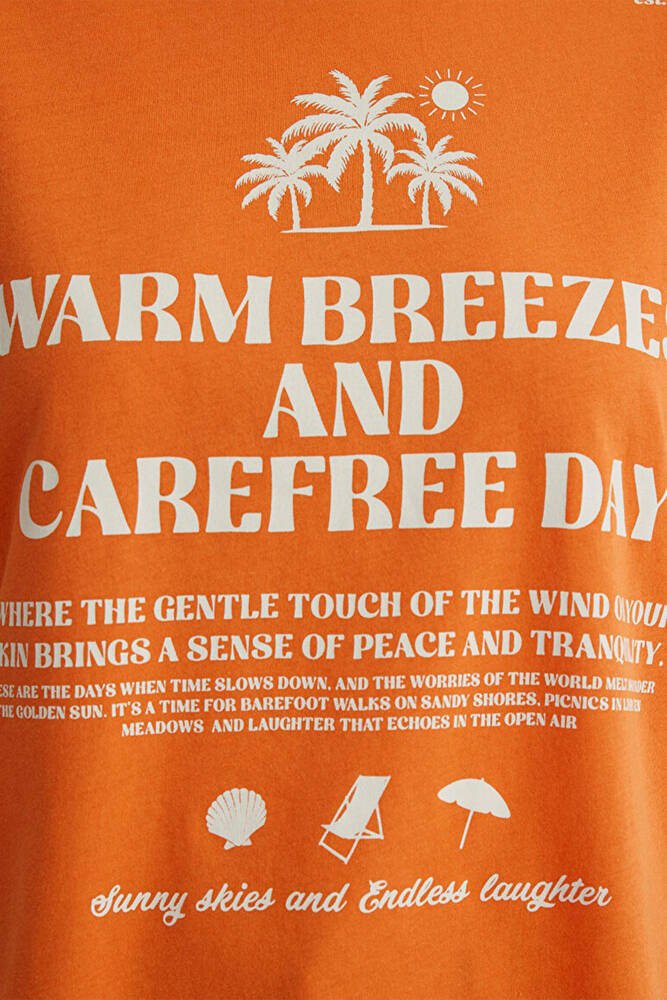 est.
WARM BREEZES
AND
CAREFREE DAY
WHERE THE GENTLE TOUCH OF THE WIND ON YOUR
KIN BRINGS A SENSE OF PEACE AND TRANQUILITY.
ESE ARE THE DAYS WHEN TIME SLOWS DOWN, AND THE WORRIES OF THE WORLD MELT UNDER
THE GOLDEN SUN. IT'S A TIME FOR BAREFOOT WALKS ON SANDY SHORES, PICNICS IN
MEADOWS AND LAUGHTER THAT ECHOES IN THE OPEN AIR
Sunny skies and Endless laughter